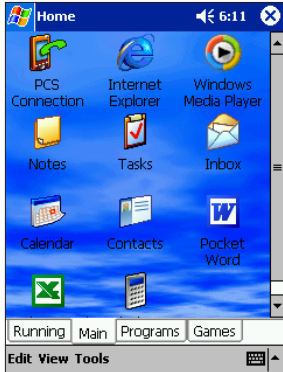 Home 6:11
PCS Internet Windows
Connection Explorer Media Player
Notes Tasks Inbox
Calendar Contacts Pocket
Word
Running Main Programs Games
Edit View Tools